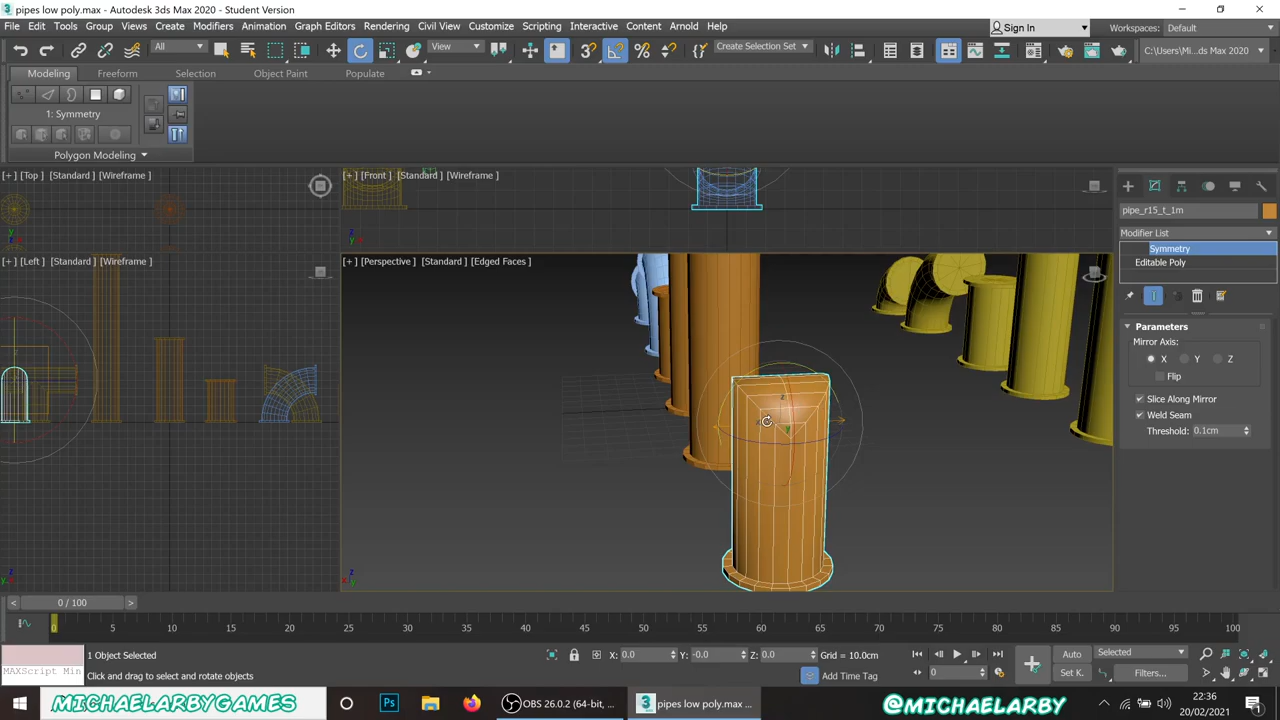 pipes low poly.max - Autodesk 3ds Max 2020 - Student Version
File Edit Tools Group Views Create Modifiers Animation Graph Editors Rendering Civil View Customize Scripting Interactive Content Arnold Help
Sign In
Workspaces: Default
All
View
Create Selection Set
C:\Users\Mi...ds Max 2020
Modeling Freeform Selection Object Paint Populate
1: Symmetry
Polygon Modeling
[+] [Top] [Standard] [Wireframe]
[+] [Front] [Standard] [Wireframe]
[+] [Left] [Standard] [Wireframe]
[+] [Perspective] [Standard] [Edged Faces]
pipe_r15_t_1m
Modifier List
Symmetry
Editable Poly
Parameters
Mirror Axis:
X Y Z
Flip
Slice Along Mirror
Weld Seam
Threshold: 0.1cm
0 / 100
0 5 10 15 20 25 30 35 40 45 50 55 60 65 70 75 80 85 90 95 100
MAXScript Min
1 Object Selected
Click and drag to select and rotate objects
X: 0.0 Y: -0.0 Z: 0.0 Grid = 10.0cm
Add Time Tag
0
Auto Selected
Set K. Filters...
MICHAELARBYGAMES
Ps
OBS 26.0.2 (64-bit, ...
pipes low poly.max ...
@MICHAELARBY
22:36
20/02/2021
1